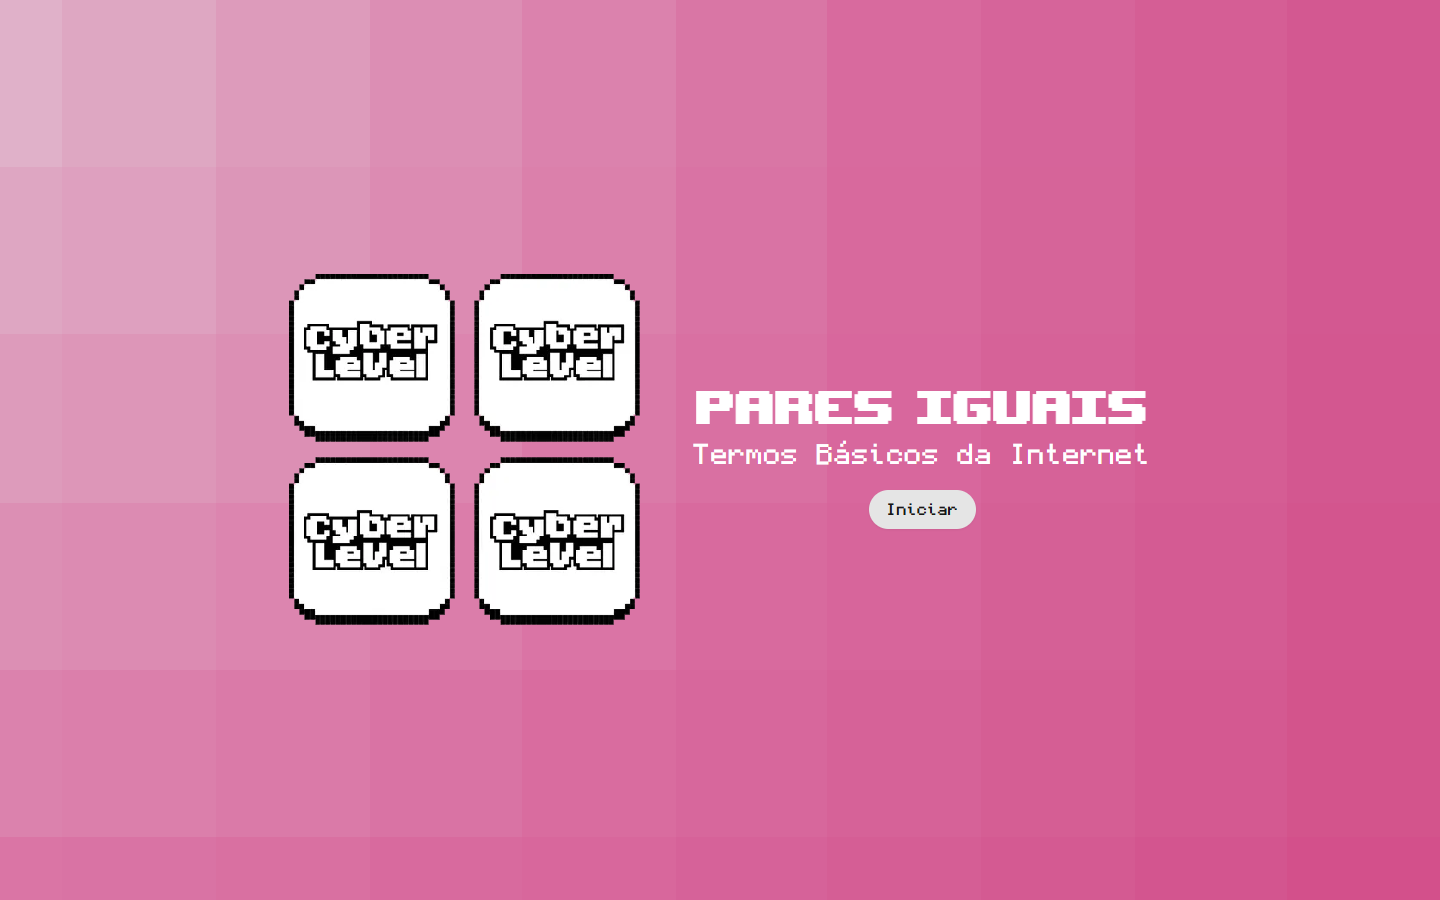 Cyber
Level
Cyber
Level
Cyber
Level
Cyber
Level
PARES IGUAIS
Termos Básicos da Internet
Iniciar